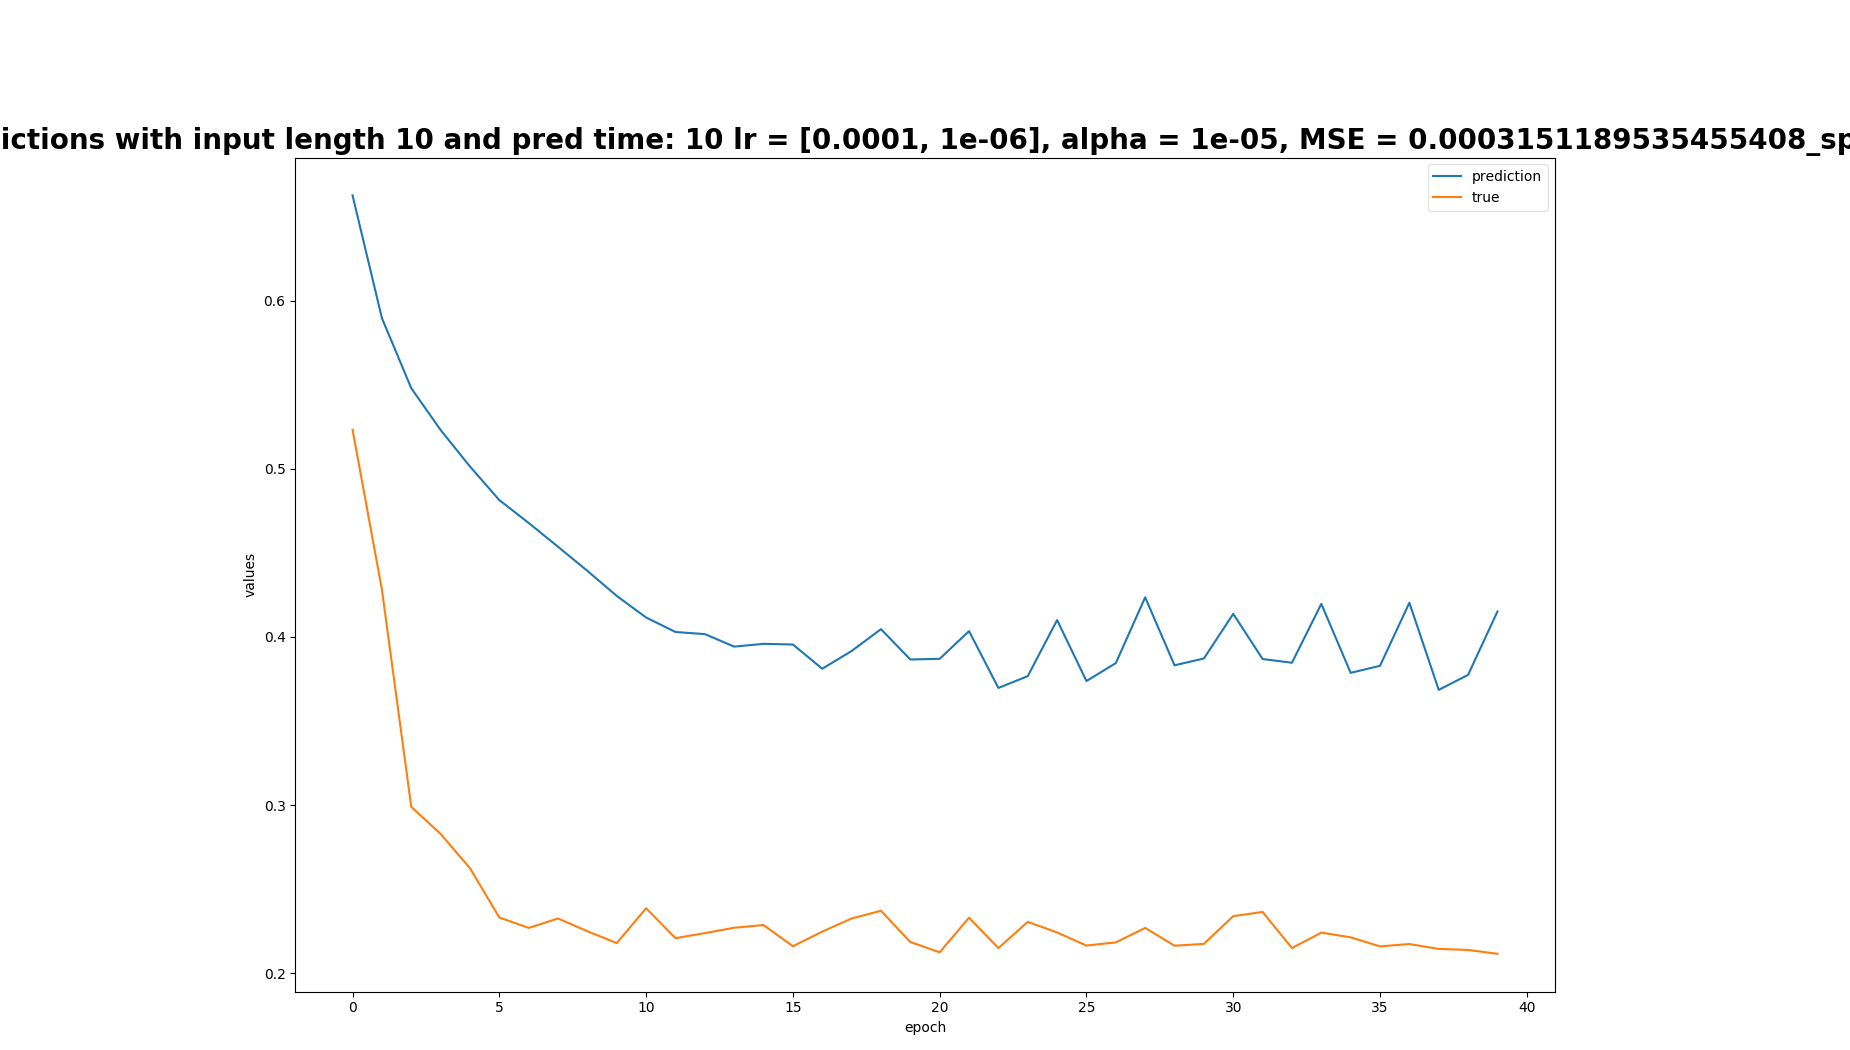 ictions with input length 10 and pred time: 10 lr = [0.0001, 1e-06], alpha = 1e-05, MSE = 0.0003151189535455408_sp
prediction
true
0.6
0.5
0.4
0.3
0.2
values
0 5 10 15 20 25 30 35 40
epoch